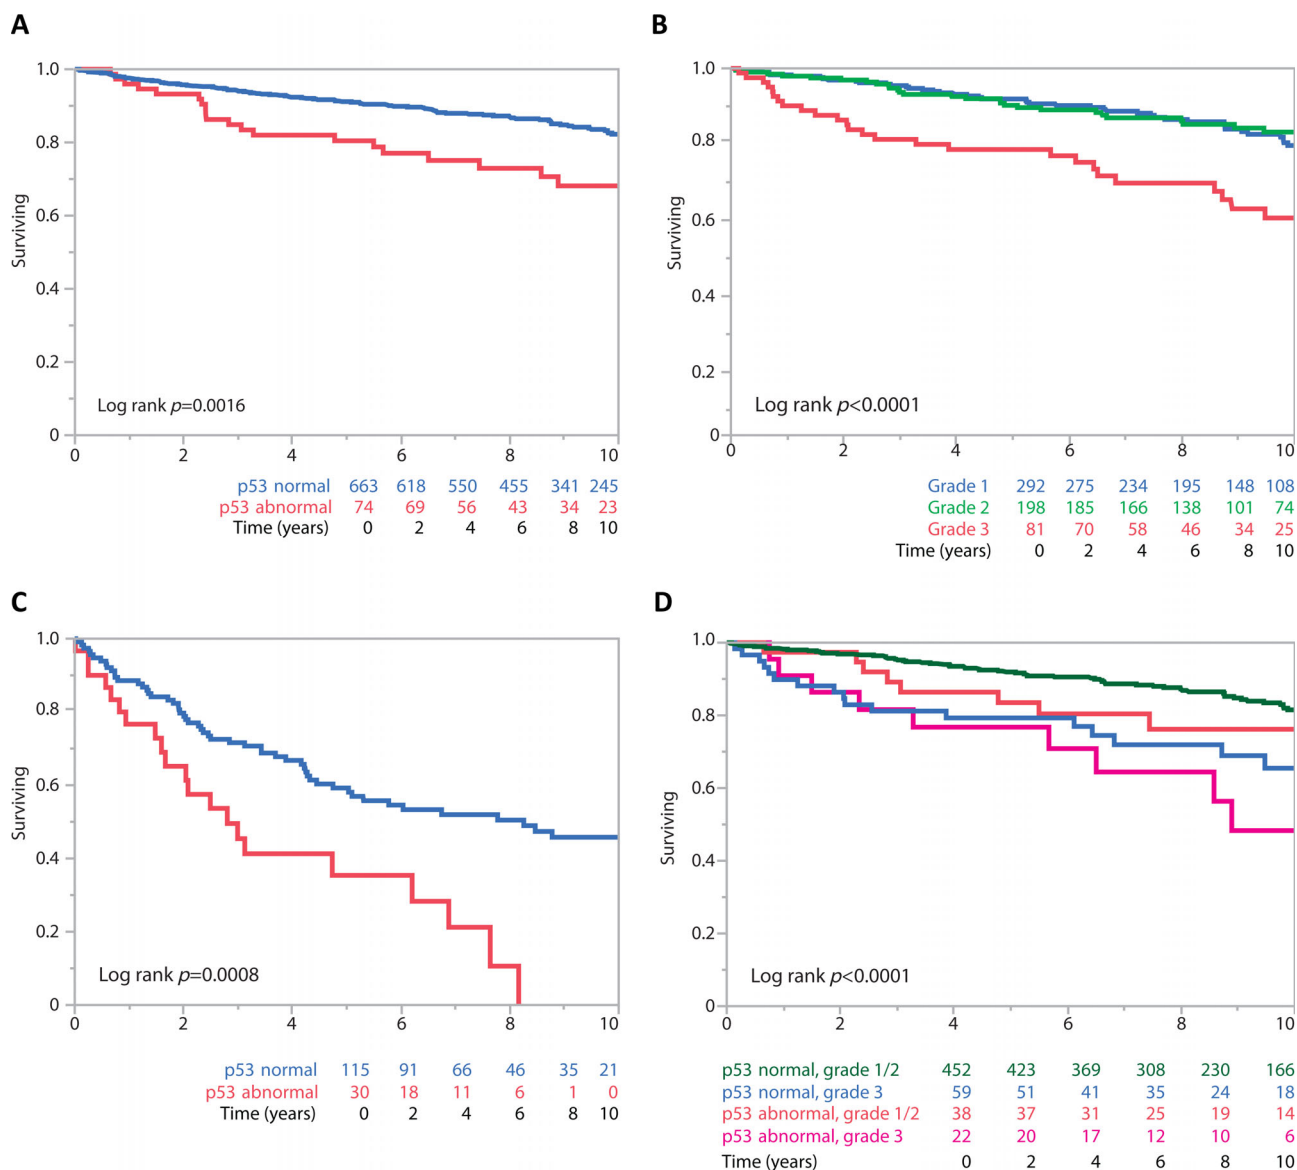 A
1.0
0.8
0.6
0.4
0.2
0
Surviving
Log rank p=0.0016
0 2 4 6 8 10
p53 normal 663 618 550 455 341 245
p53 abnormal 74 69 56 43 34 23
Time (years) 0 2 4 6 8 10
B
1.0
0.8
0.6
0.4
0.2
0
Surviving
Log rank p<0.0001
0 2 4 6 8 10
Grade 1 292 275 234 195 148 108
Grade 2 198 185 166 138 101 74
Grade 3 81 70 58 46 34 25
Time (years) 0 2 4 6 8 10
C
1.0
0.8
0.6
0.4
0.2
0
Surviving
Log rank p=0.0008
0 2 4 6 8 10
p53 normal 115 91 66 46 35 21
p53 abnormal 30 18 11 6 1 0
Time (years) 0 2 4 6 8 10
D
1.0
0.8
0.6
0.4
0.2
0
Surviving
Log rank p<0.0001
0 2 4 6 8 10
p53 normal, grade 1/2 452 423 369 308 230 166
p53 normal, grade 3 59 51 41 35 24 18
p53 abnormal, grade 1/2 38 37 31 25 19 14
p53 abnormal, grade 3 22 20 17 12 10 6
Time (years) 0 2 4 6 8 10